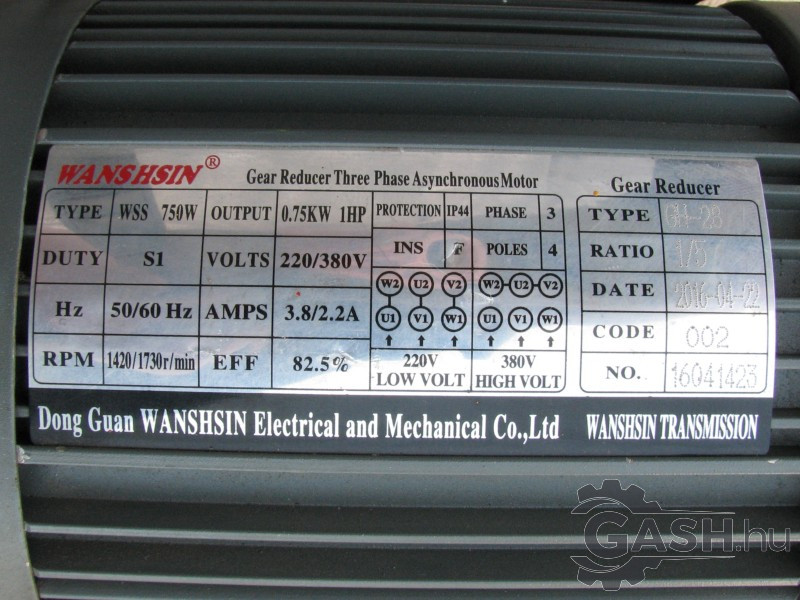 WANSHSIN® Gear Reducer Three Phase Asynchronous Motor
TYPE WSS 750W OUTPUT 0.75KW 1HP PROTECTION IP44 PHASE 3
INS F POLES 4
DUTY S1 VOLTS 220/380V
W2 U2 V2 W2 U2 V2
Hz 50/60 Hz AMPS 3.8/2.2A
U1 V1 W1 U1 V1 W1
RPM 1420/1730r/min EFF 82.5%
220V 380V
LOW VOLT HIGH VOLT
Gear Reducer
TYPE GH-28
RATIO
DATE 2016-04-22
CODE 002
NO. 16041423
Dong Guan WANSHSIN Electrical and Mechanical Co.,Ltd WANSHSIN TRANSMISSION
GASH.hu